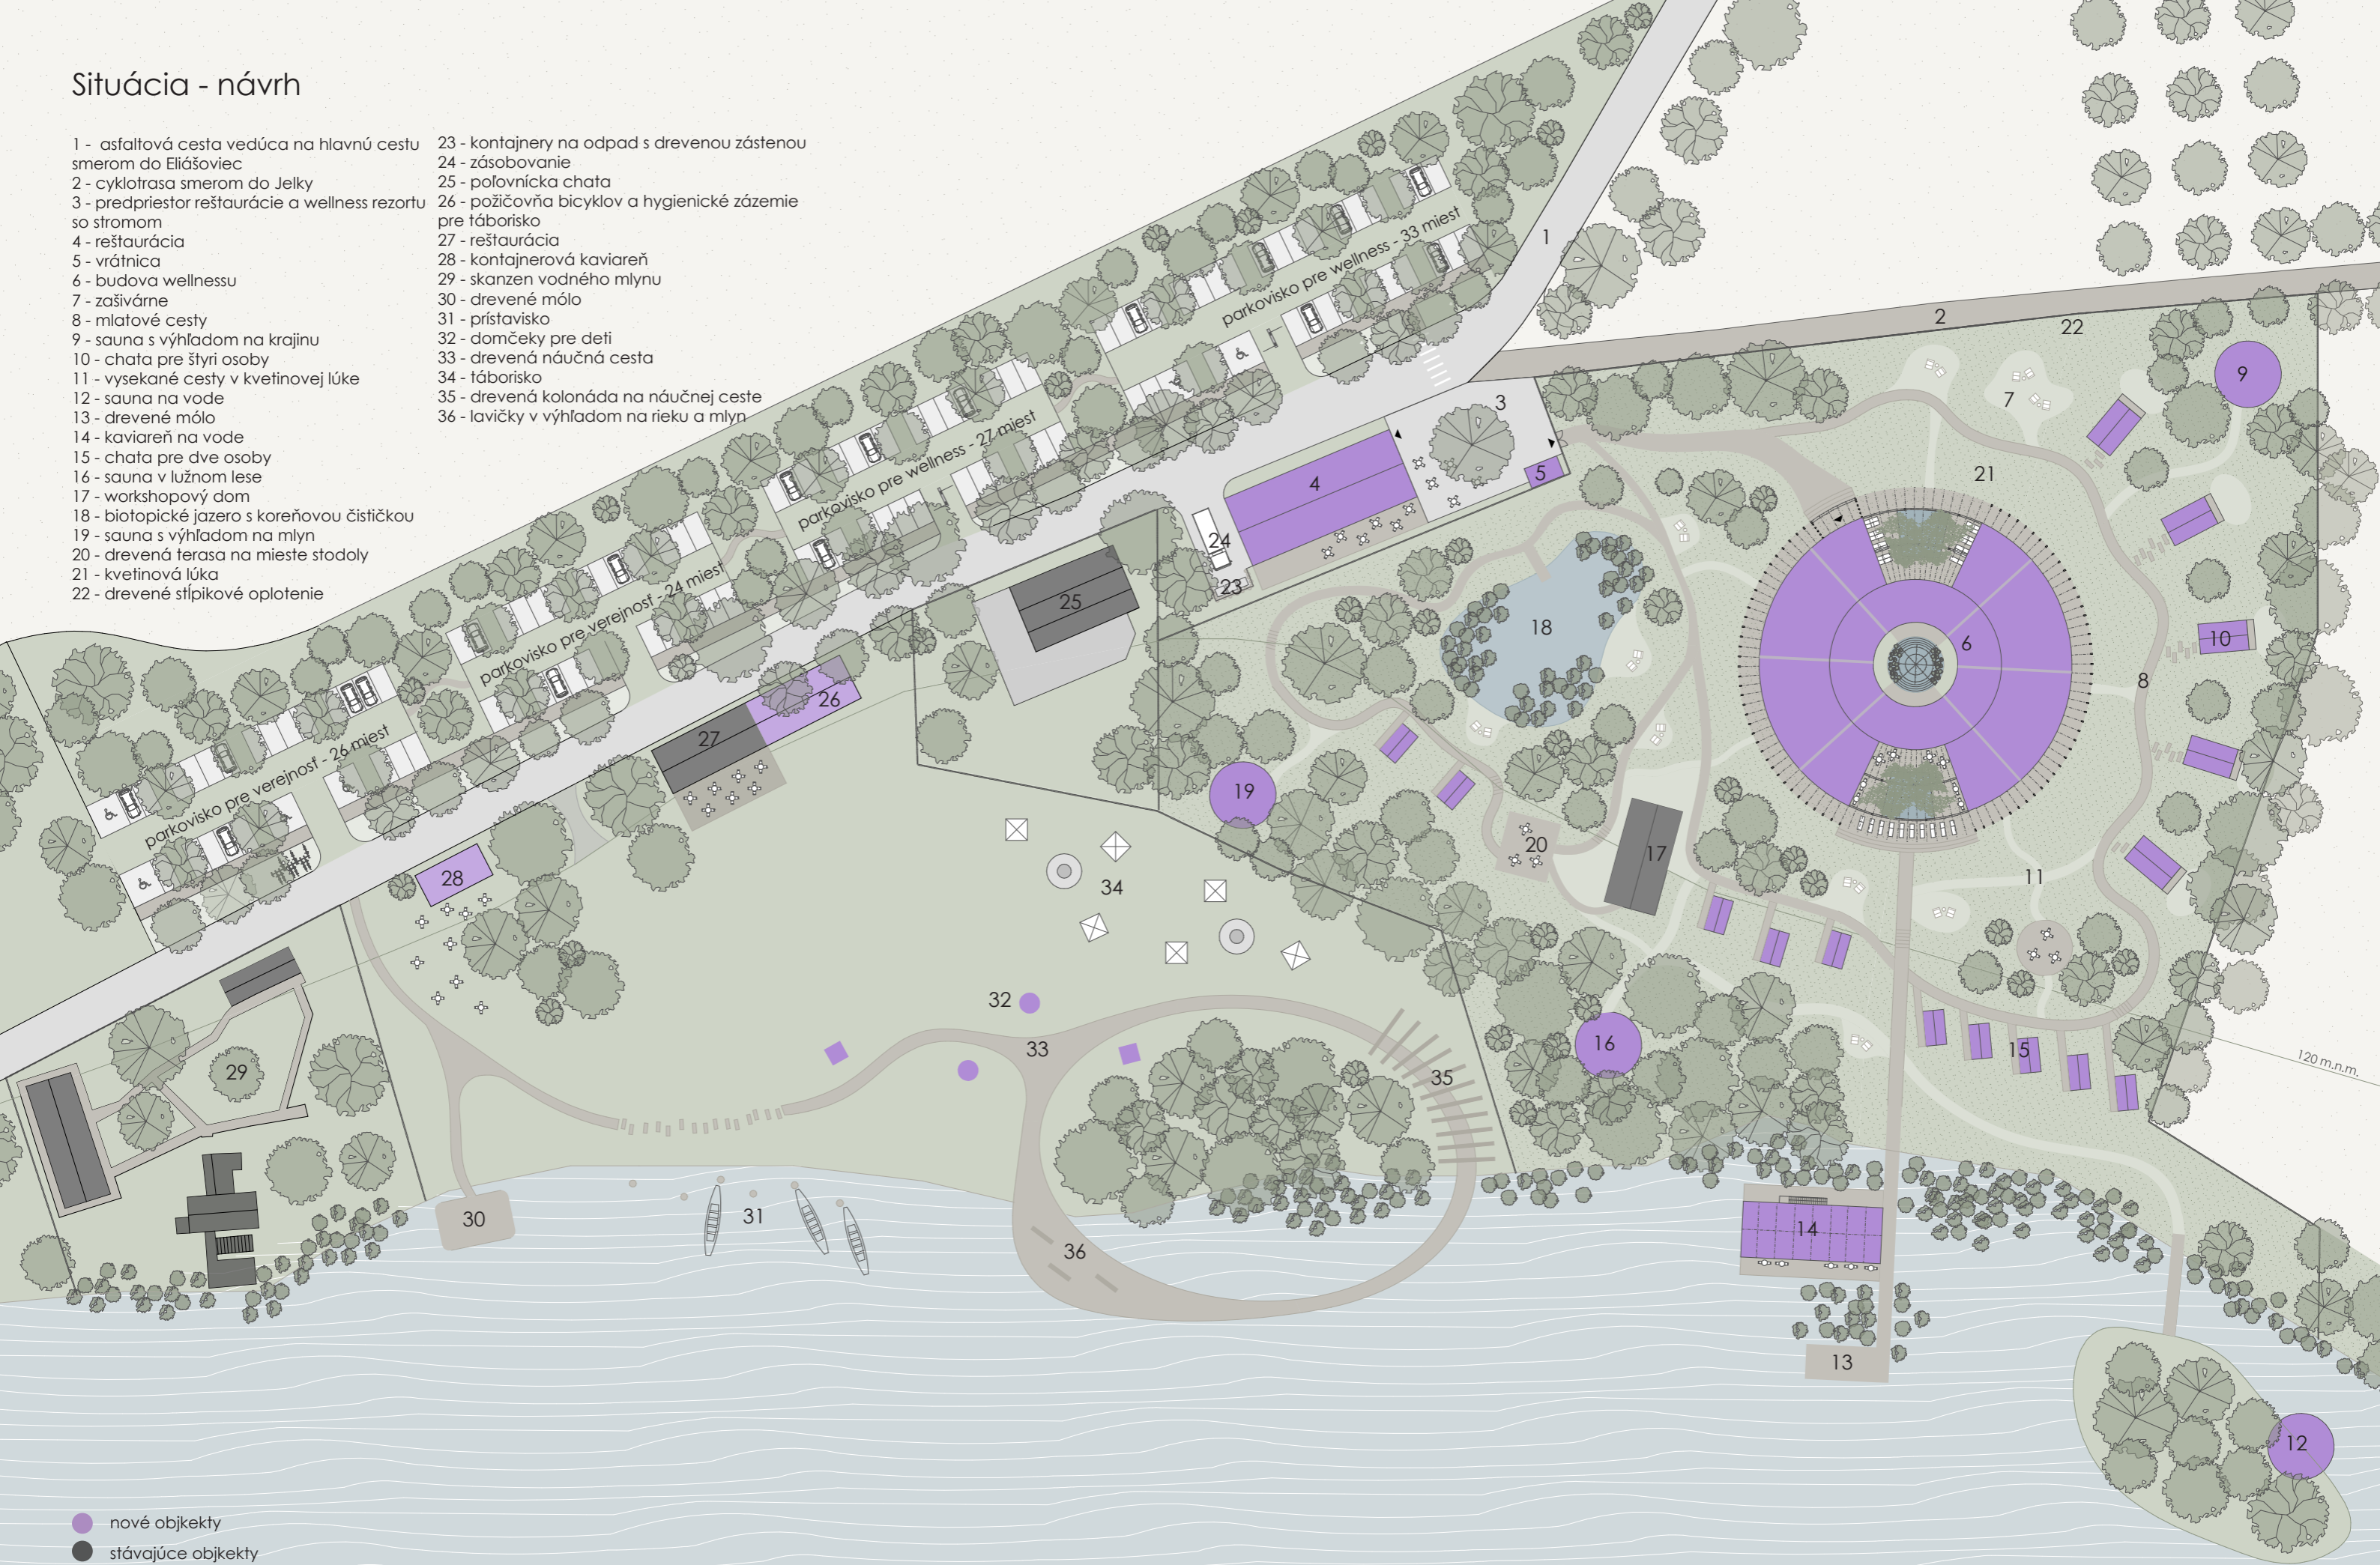 Situácia - návrh
1 - asfaltová cesta vedúca na hlavnú cestu
smerom do Eliášoviec
2 - cyklotrasa smerom do Jelky
3 - predpriestor reštaurácie a wellness rezortu
so stromom
4 - reštaurácia
5 - vrátnica
6 - budova wellnessu
7 - zašivárne
8 - mlatové cesty
9 - sauna s výhľadom na krajinu
10 - chata pre štyri osoby
11 - vysekané cesty v kvetinovej lúke
12 - sauna na vode
13 - drevené mólo
14 - kaviareň na vode
15 - chata pre dve osoby
16 - sauna v lužnom lese
17 - workshopový dom
18 - biotopické jazero s koreňovou čističkou
19 - sauna s výhľadom na mlyn
20 - drevená terasa na mieste stodoly
21 - kvetinová lúka
22 - drevené stĺpikové oplotenie
23 - kontajnery na odpad s drevenou zástenou
24 - zásobovanie
25 - poľovnícka chata
26 - požičovňa bicyklov a hygienické zázemie
pre táborisko
27 - reštaurácia
28 - kontajnerová kaviareň
29 - skanzen vodného mlynu
30 - drevené mólo
31 - prístavisko
32 - domčeky pre deti
33 - drevená náučná cesta
34 - táborisko
35 - drevená kolonáda na náučnej ceste
36 - lavičky v výhľadom na rieku a mlyn
parkovisko pre wellness - 33 miest
parkovisko pre wellness - 27 miest
parkovisko pre verejnosť - 24 miest
parkovisko pre verejnosť - 26 miest
1
2
22
9
7
3
21
5
4
24
23
25
18
6
10
8
26
27
19
20
17
28
34
11
32
33
16
15
29
35
120 m.n.m.
30
31
36
14
13
12
nové objkekty
stávajúce objkekty